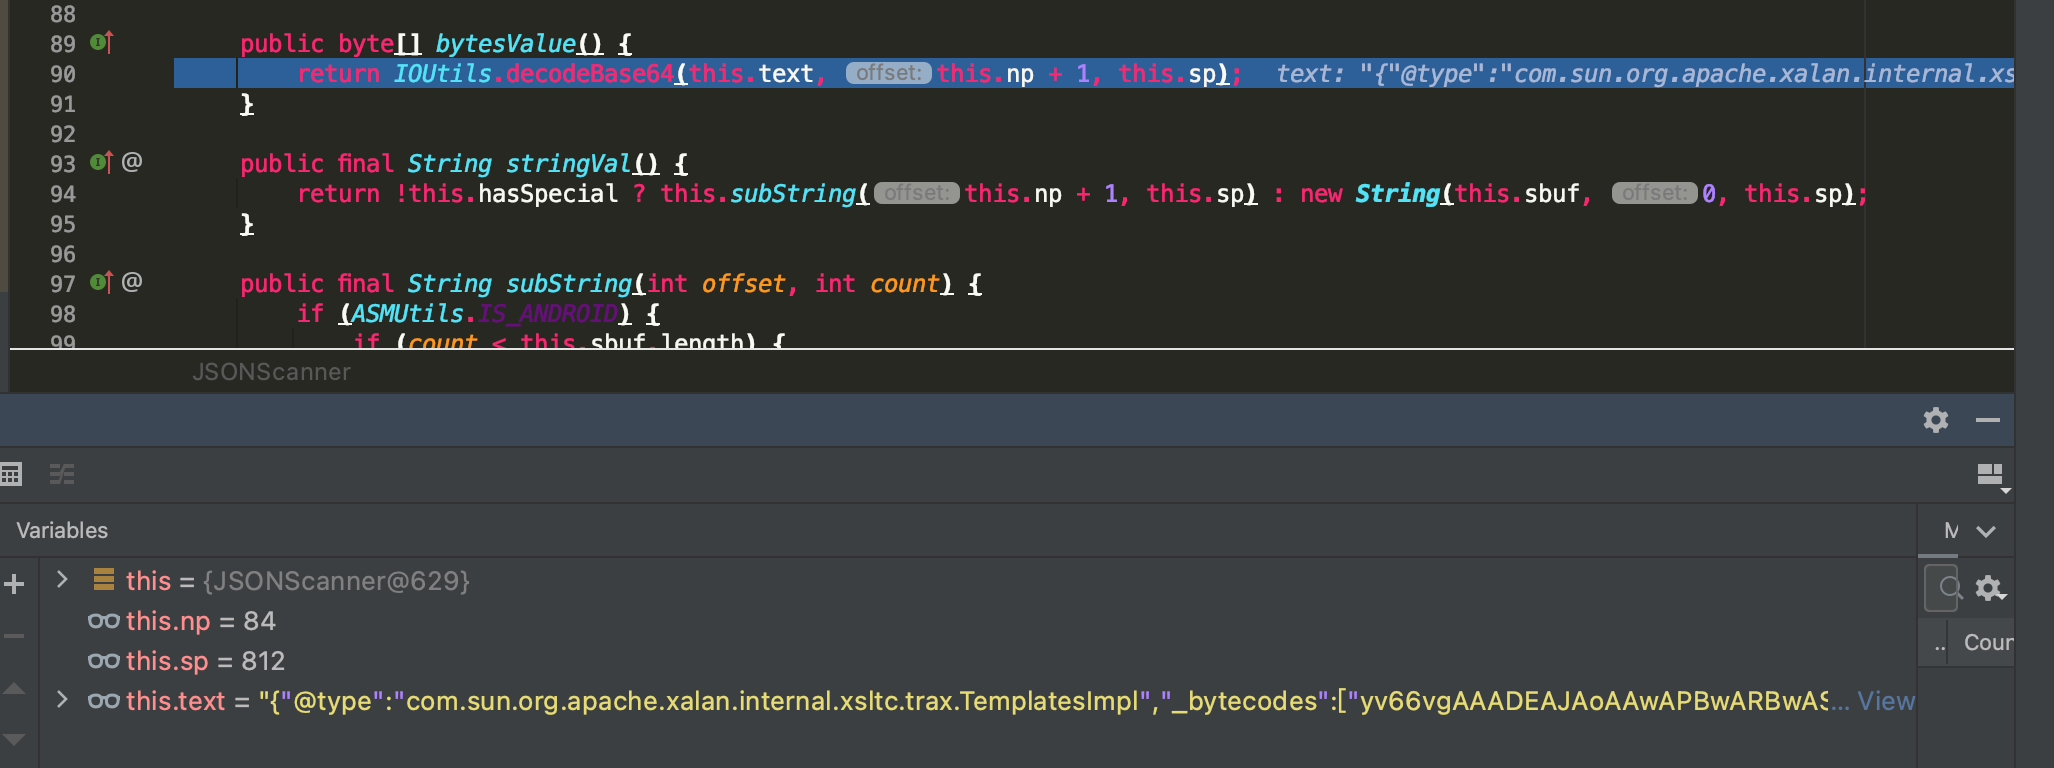 88
89 public byte[] bytesValue() {
90 return IOUtils.decodeBase64(this.text, offset: this.np + 1, this.sp); text: "{"@type":"com.sun.org.apache.xalan.internal.xs
91 }
92
93 @ public final String stringVal() {
94 return !this.hasSpecial ? this.subString( offset: this.np + 1, this.sp) : new String(this.sbuf, offset: 0, this.sp);
95 }
96
97 @ public final String subString(int offset, int count) {
98 if (ASMUtils.IS_ANDROID) {
99 if (count < this.sbuf.length) {
JSONScanner
Variables
M
this = {JSONScanner@629}
this.np = 84
this.sp = 812
.. Coun
this.text = "{"@type":"com.sun.org.apache.xalan.internal.xsltc.trax.TemplatesImpl","_bytecodes":["yv66vgAAADEAJAoAAwAPBwARBwAS... View